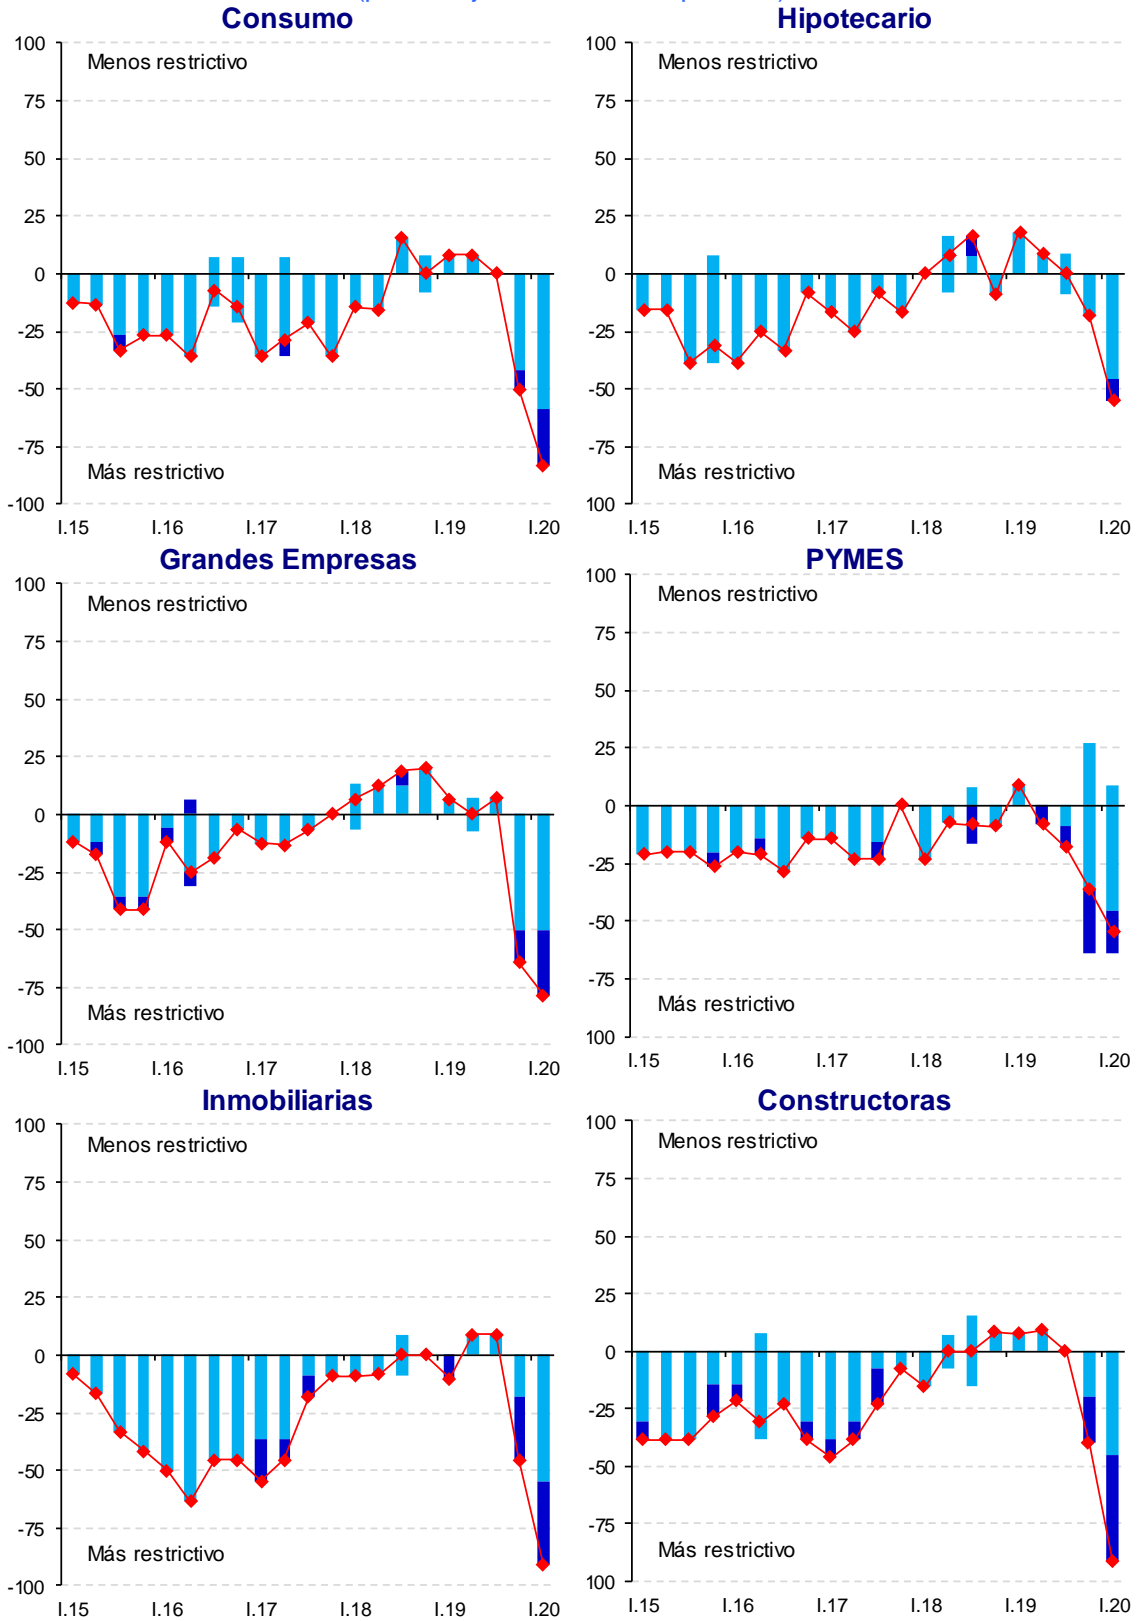 Consumo
100
75
50
25
0
-25
-50
-75
-100
Menos restrictivo
Más restrictivo
I.15 I.16 I.17 I.18 I.19 I.20
Hipotecario
100
75
50
25
0
-25
-50
-75
100
Menos restrictivo
Más restrictivo
I.15 I.16 I.17 I.18 I.19 I.20
Grandes Empresas
100
75
50
25
0
-25
-50
-75
-100
Menos restrictivo
Más restrictivo
I.15 I.16 I.17 I.18 I.19 I.20
PYMES
100
75
50
25
0
-25
-50
-75
100
Menos restrictivo
Más restrictivo
I.15 I.16 I.17 I.18 I.19 I.20
Inmobiliarias
100
75
50
25
0
-25
-50
-75
-100
Menos restrictivo
Más restrictivo
I.15 I.16 I.17 I.18 I.19 I.20
Constructoras
100
75
50
25
0
-25
-50
-75
100
Menos restrictivo
Más restrictivo
I.15 I.16 I.17 I.18 I.19 I.20